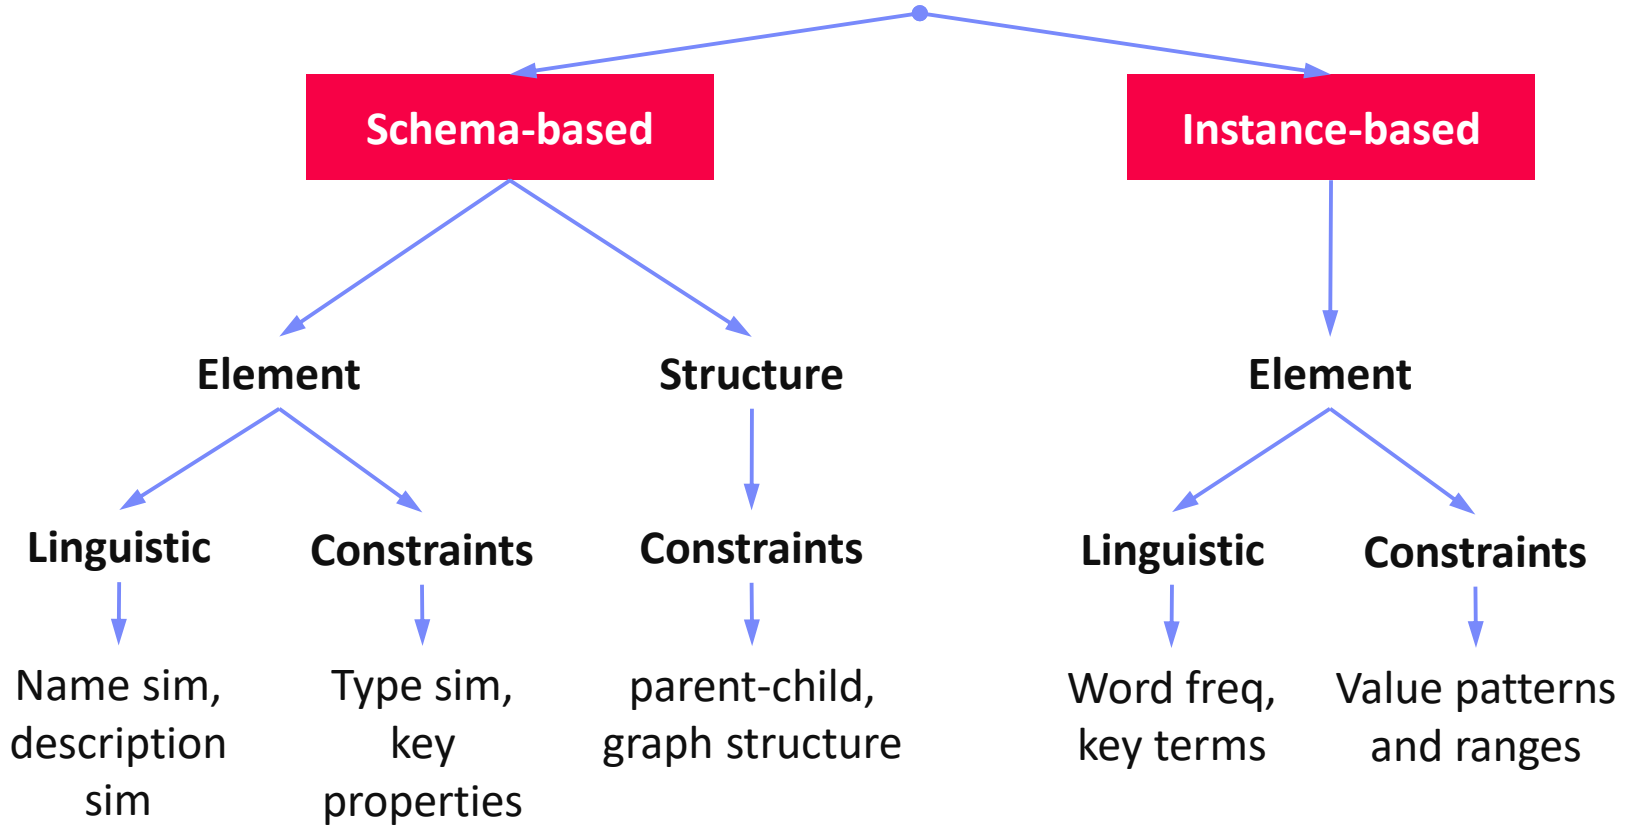 Schema-based
Instance-based
Element
Structure
Element
Linguistic
Constraints
Constraints
Linguistic
Constraints
Name sim,
description
sim
Type sim,
key
properties
parent-child,
graph structure
Word freq,
key terms
Value patterns
and ranges